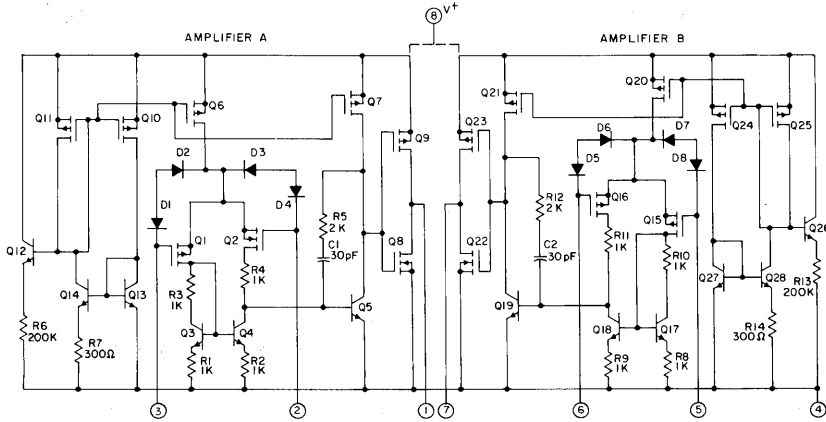 8 V+
AMPLIFIER A
AMPLIFIER B
Q11
Q10
Q6
Q7
Q9
D2
D3
D1
D4
Q12
Q1
Q2
R5
2K
C1
30pF
Q8
R3
1K
R4
1K
Q14
Q13
Q3
Q4
Q5
R6
200K
R7
300Ω
R1
1K
R2
1K
3
2
1
Q21
Q20
Q23
Q24
Q25
D6
D7
D5
D8
R12
2K
Q16
Q15
Q26
C2
30pF
R11
1K
R10
1K
Q22
Q19
Q27
Q28
R13
200K
Q18
Q17
R14
300Ω
R9
1K
R8
1K
7
6
5
4